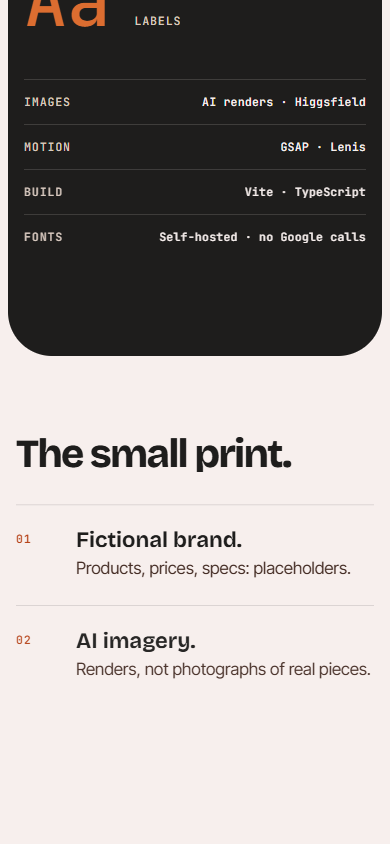 Aa
LABELS
IMAGES AI renders · Higgsfield
MOTION GSAP · Lenis
BUILD Vite · TypeScript
FONTS Self-hosted · no Google calls
The small print.
01 Fictional brand.
Products, prices, specs: placeholders.
02 AI imagery.
Renders, not photographs of real pieces.